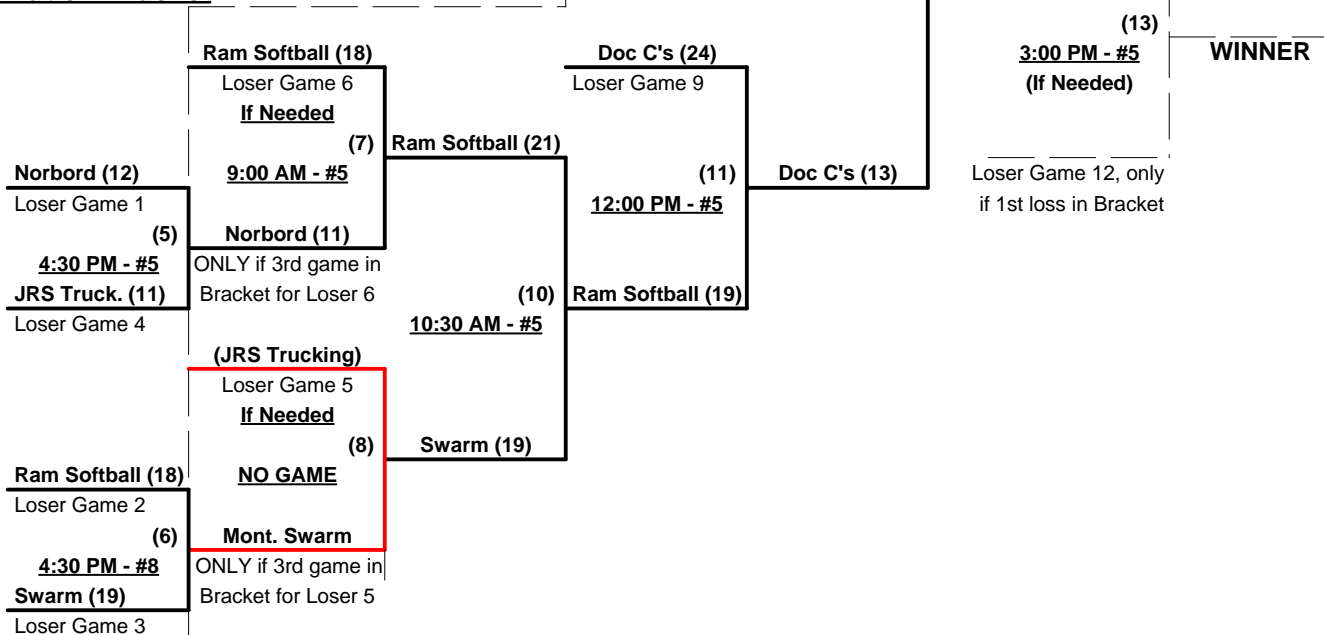 (13)
Ram Softball (18)
Doc C's (24)
3:00 PM - #5
WINNER
Loser Game 6
Loser Game 9
(If Needed)
If Needed
(7)
Ram Softball (21)
Norbord (12)
9:00 AM - #5
(11)
Doc C's (13)
Loser Game 12, only
Loser Game 1
12:00 PM - #5
if 1st loss in Bracket
(5)
Norbord (11)
4:30 PM - #5
ONLY if 3rd game in
JRS Truck. (11)
Bracket for Loser 6
(10)
Ram Softball (19)
Loser Game 4
10:30 AM - #5
(JRS Trucking)
Loser Game 5
If Needed
(8)
Swarm (19)
Ram Softball (18)
NO GAME
Loser Game 2
(6)
Mont. Swarm
4:30 PM - #8
ONLY if 3rd game in
Swarm (19)
Bracket for Loser 5
Loser Game 3